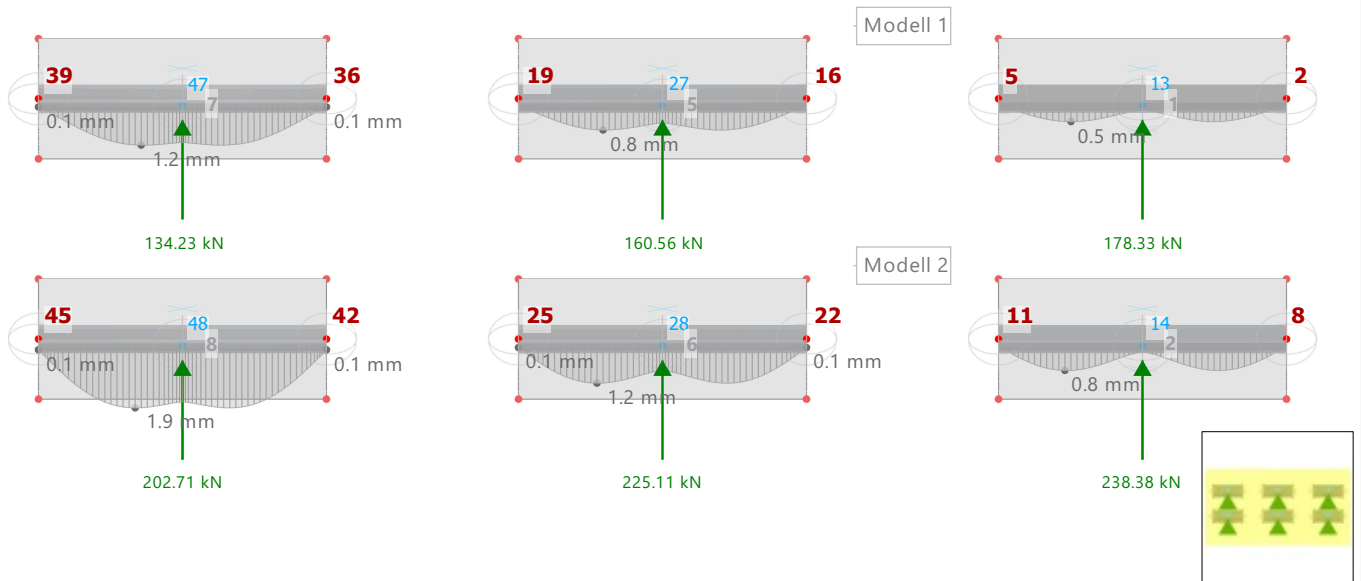 Modell 1
39 47 36
7
0.1 mm 0.1 mm
1.2 mm
134.23 kN
19 27 16
5
0.8 mm
160.56 kN
5 13 2
1
0.5 mm
178.33 kN
Modell 2
45 48 42
8
0.1 mm 0.1 mm
1.9 mm
202.71 kN
25 28 22
6
0.1 mm 0.1 mm
1.2 mm
225.11 kN
11 14 8
2
0.8 mm
238.38 kN